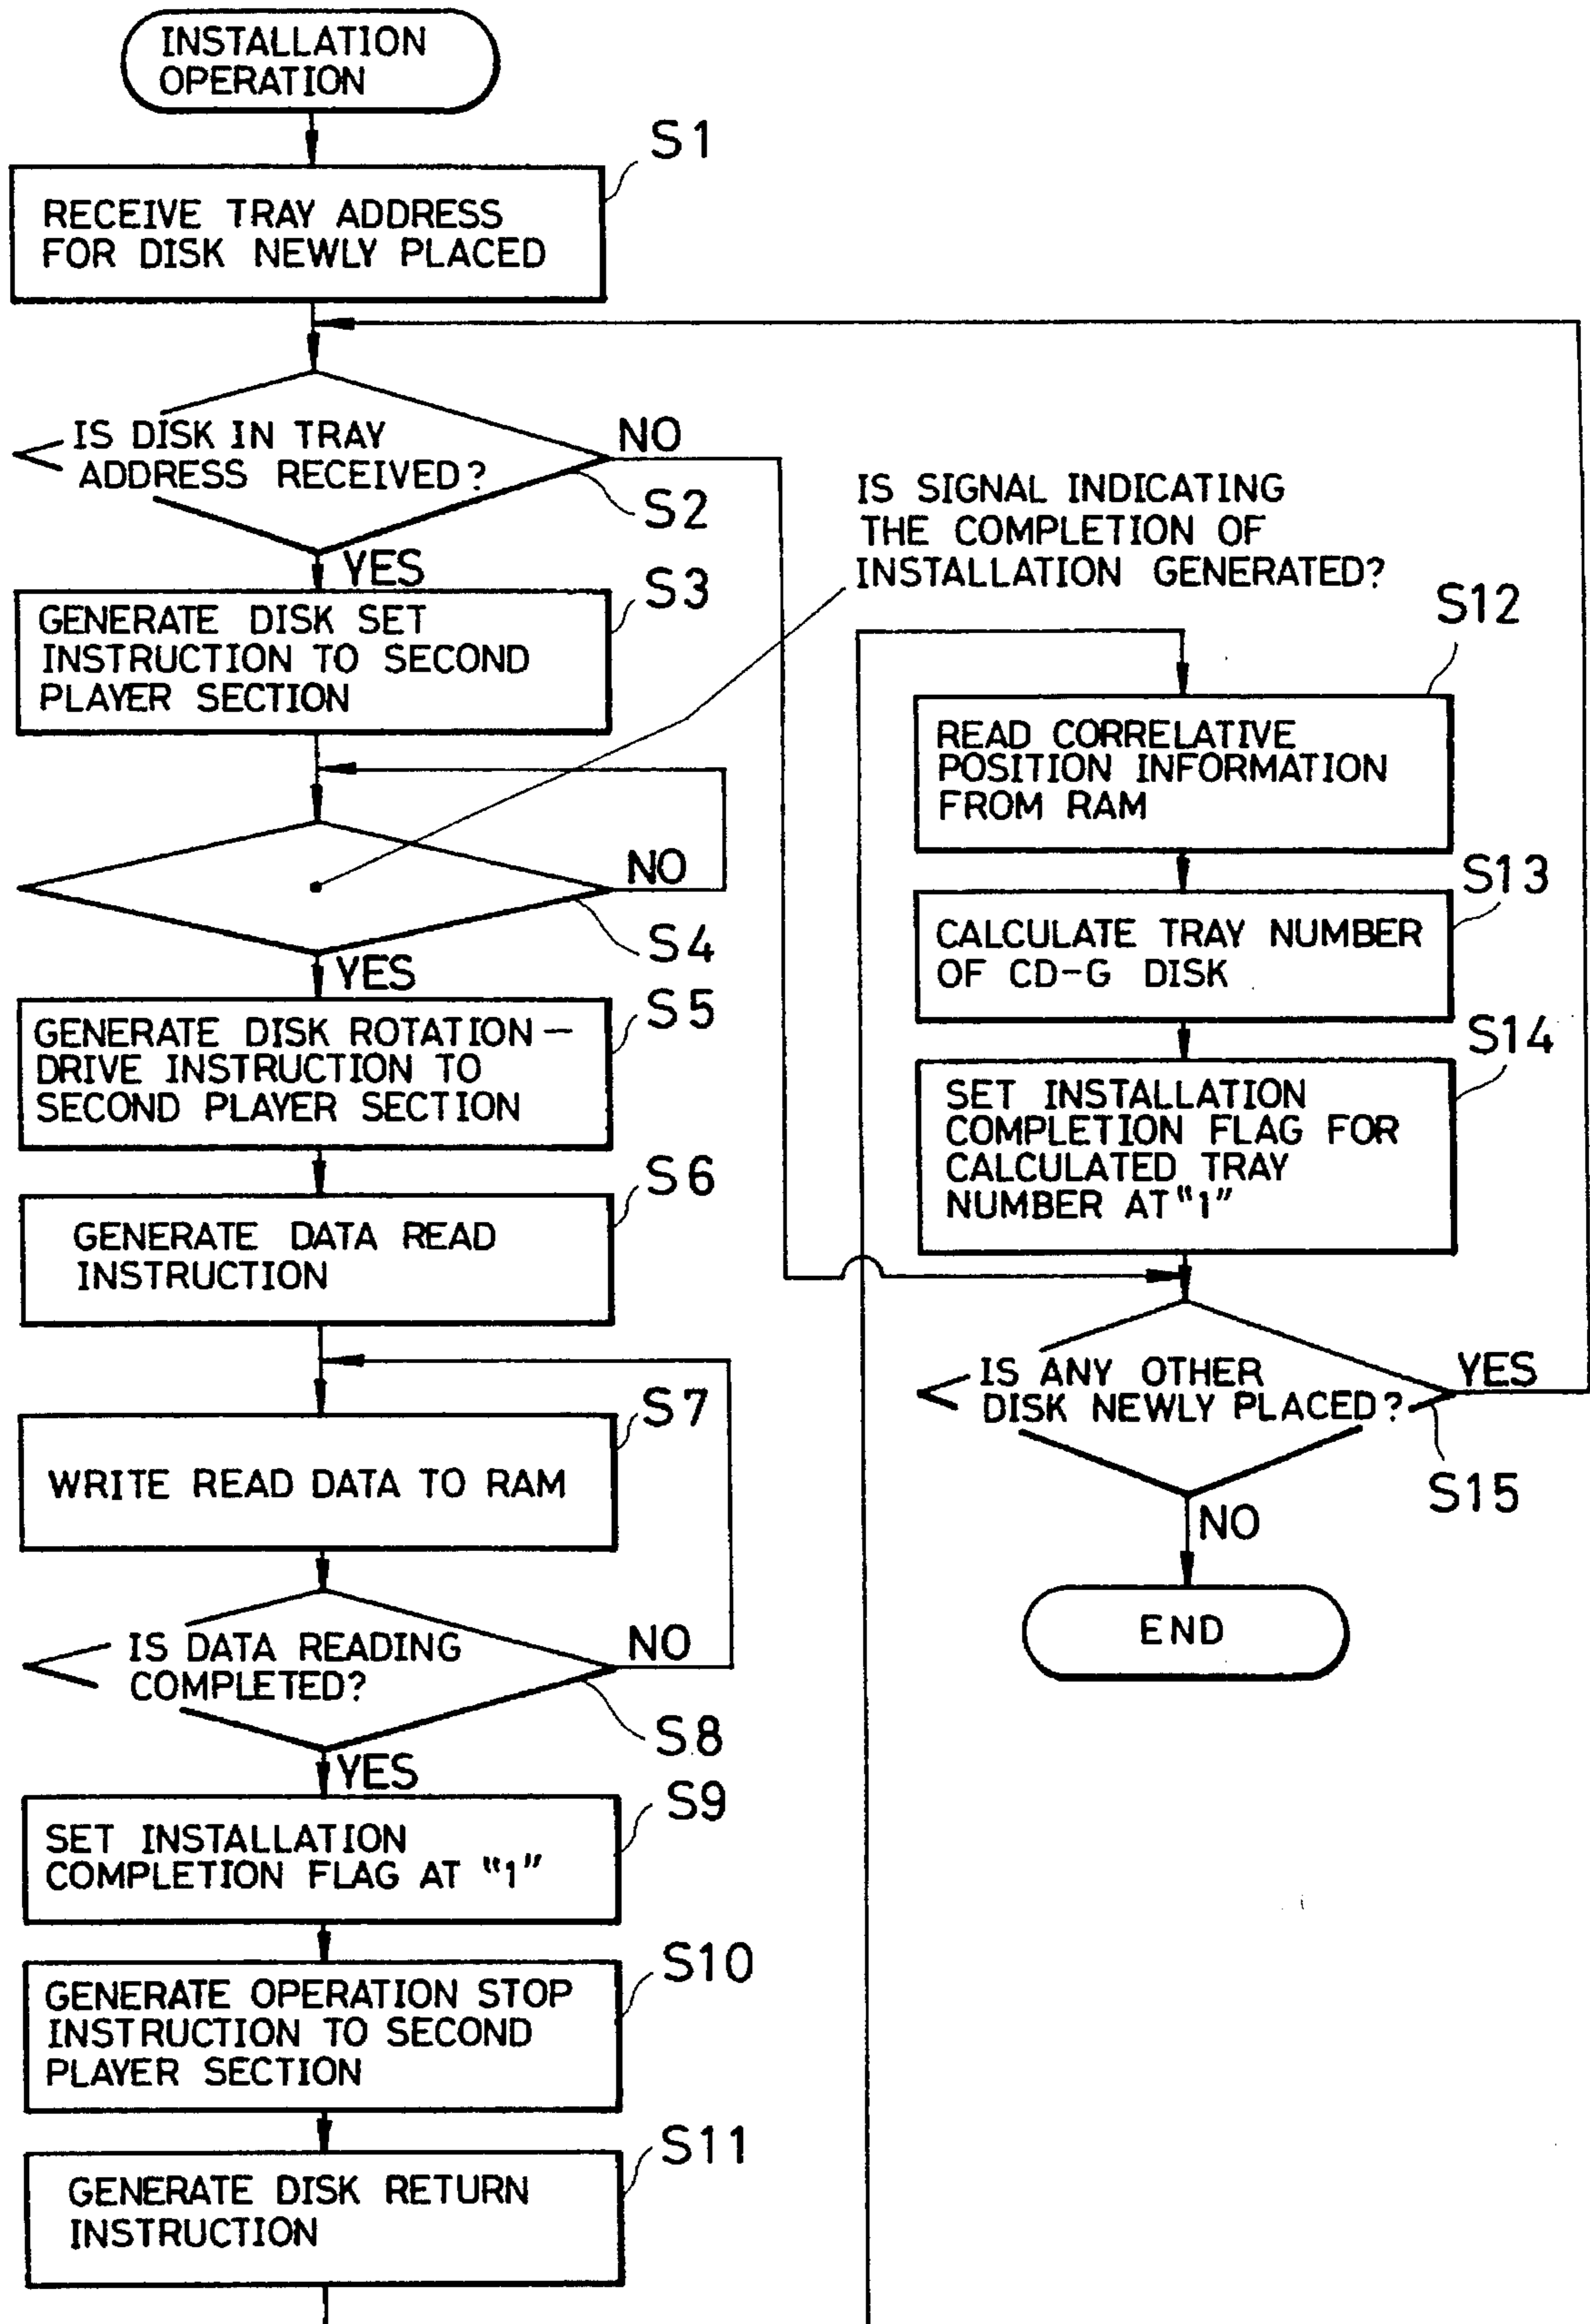 INSTALLATION
OPERATION
S1
RECEIVE TRAY ADDRESS
FOR DISK NEWLY PLACED
IS DISK IN TRAY
ADDRESS RECEIVED?
NO
S2
YES
GENERATE DISK SET
INSTRUCTION TO SECOND
PLAYER SECTION
S3
IS SIGNAL INDICATING
THE COMPLETION OF
INSTALLATION GENERATED?
NO
S4
YES
GENERATE DISK ROTATION-
DRIVE INSTRUCTION TO
SECOND PLAYER SECTION
S5
GENERATE DATA READ
INSTRUCTION
S6
WRITE READ DATA TO RAM
S7
IS DATA READING
COMPLETED?
NO
S8
YES
SET INSTALLATION
COMPLETION FLAG AT "1"
S9
GENERATE OPERATION STOP
INSTRUCTION TO SECOND
PLAYER SECTION
S10
GENERATE DISK RETURN
INSTRUCTION
S11
S12
READ CORRELATIVE
POSITION INFORMATION
FROM RAM
S13
CALCULATE TRAY NUMBER
OF CD-G DISK
S14
SET INSTALLATION
COMPLETION FLAG FOR
CALCULATED TRAY
NUMBER AT "1"
IS ANY OTHER
DISK NEWLY PLACED?
YES
S15
NO
END